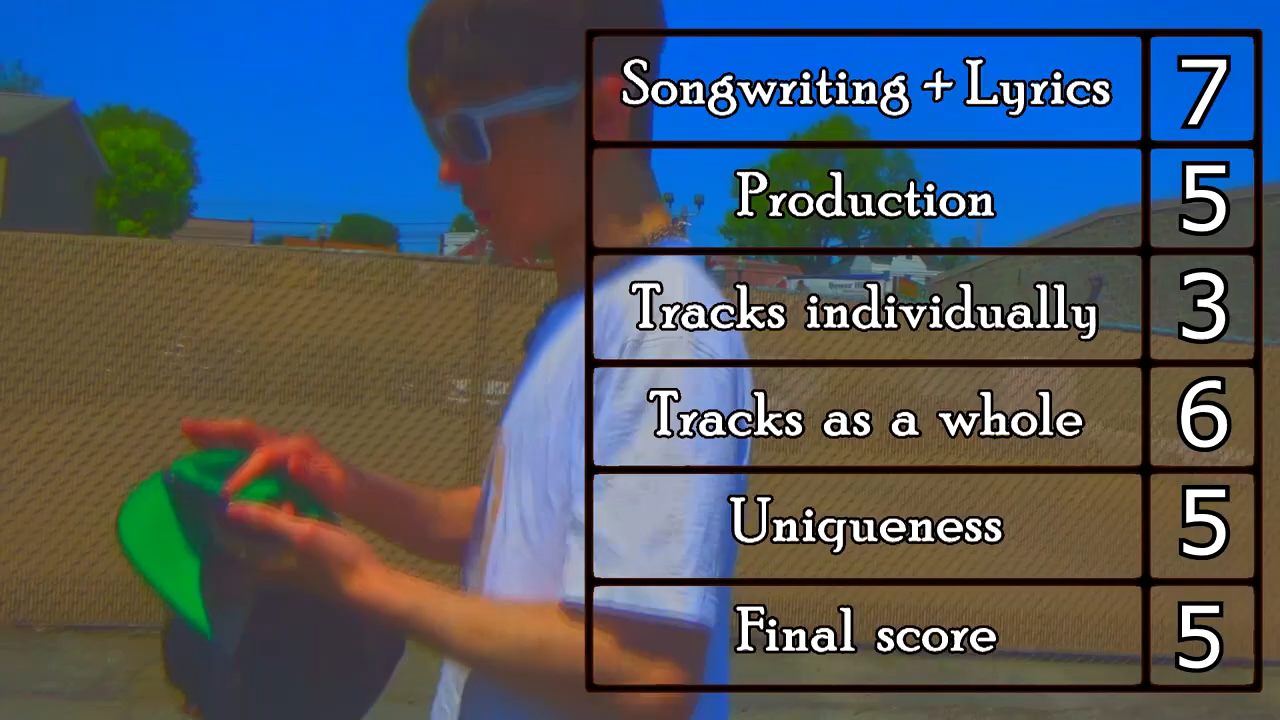 Songwriting + Lyrics 7
Production 5
Tracks individually 3
Tracks as a whole 6
Uniqueness 5
Final score 5